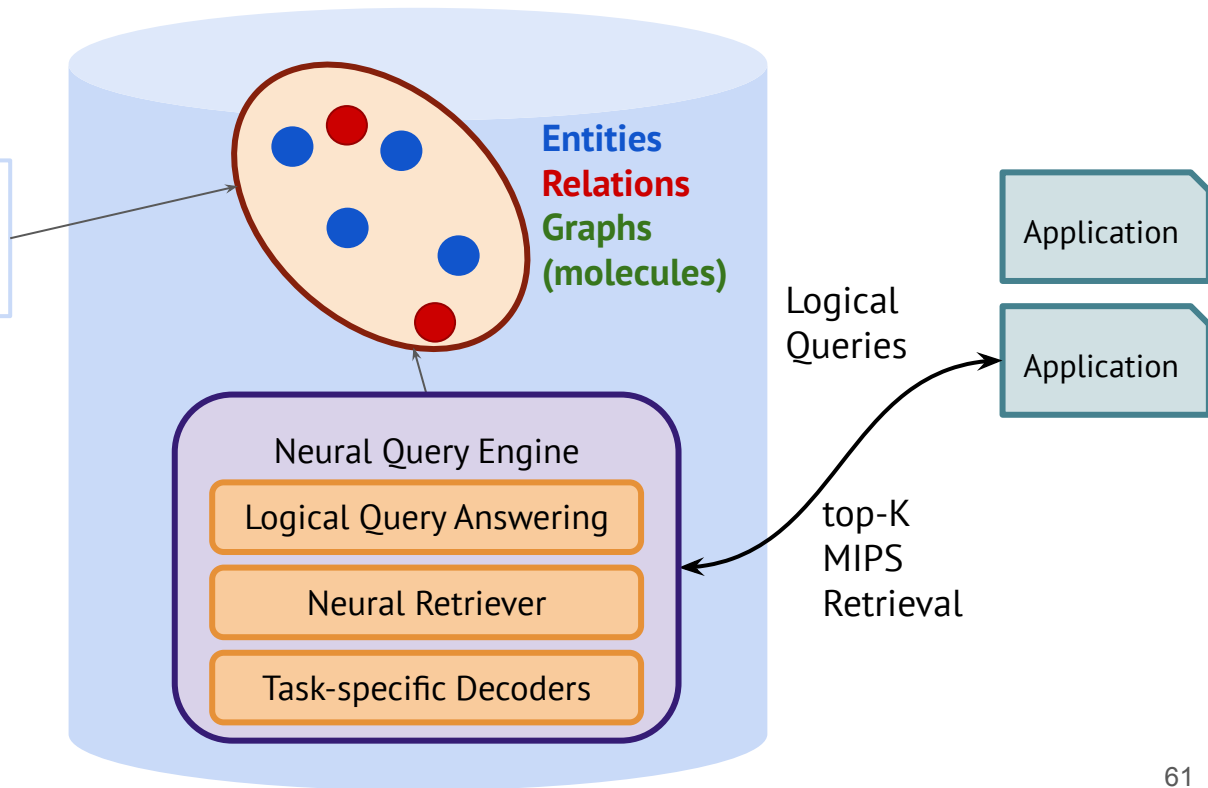 Entities
Relations
Graphs
(molecules)
Application
Application
Logical
Queries
Neural Query Engine
Logical Query Answering
Neural Retriever
Task-specific Decoders
top-K
MIPS
Retrieval
61